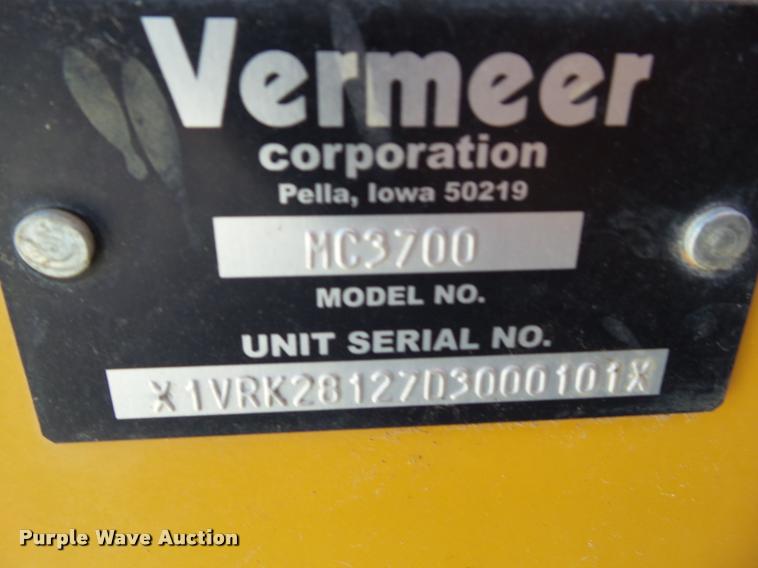 Vermeer
corporation
Pella, Iowa 50219
MC3700
MODEL NO.
UNIT SERIAL NO.
X1VRK28127D3000101X
Purple Wave Auction